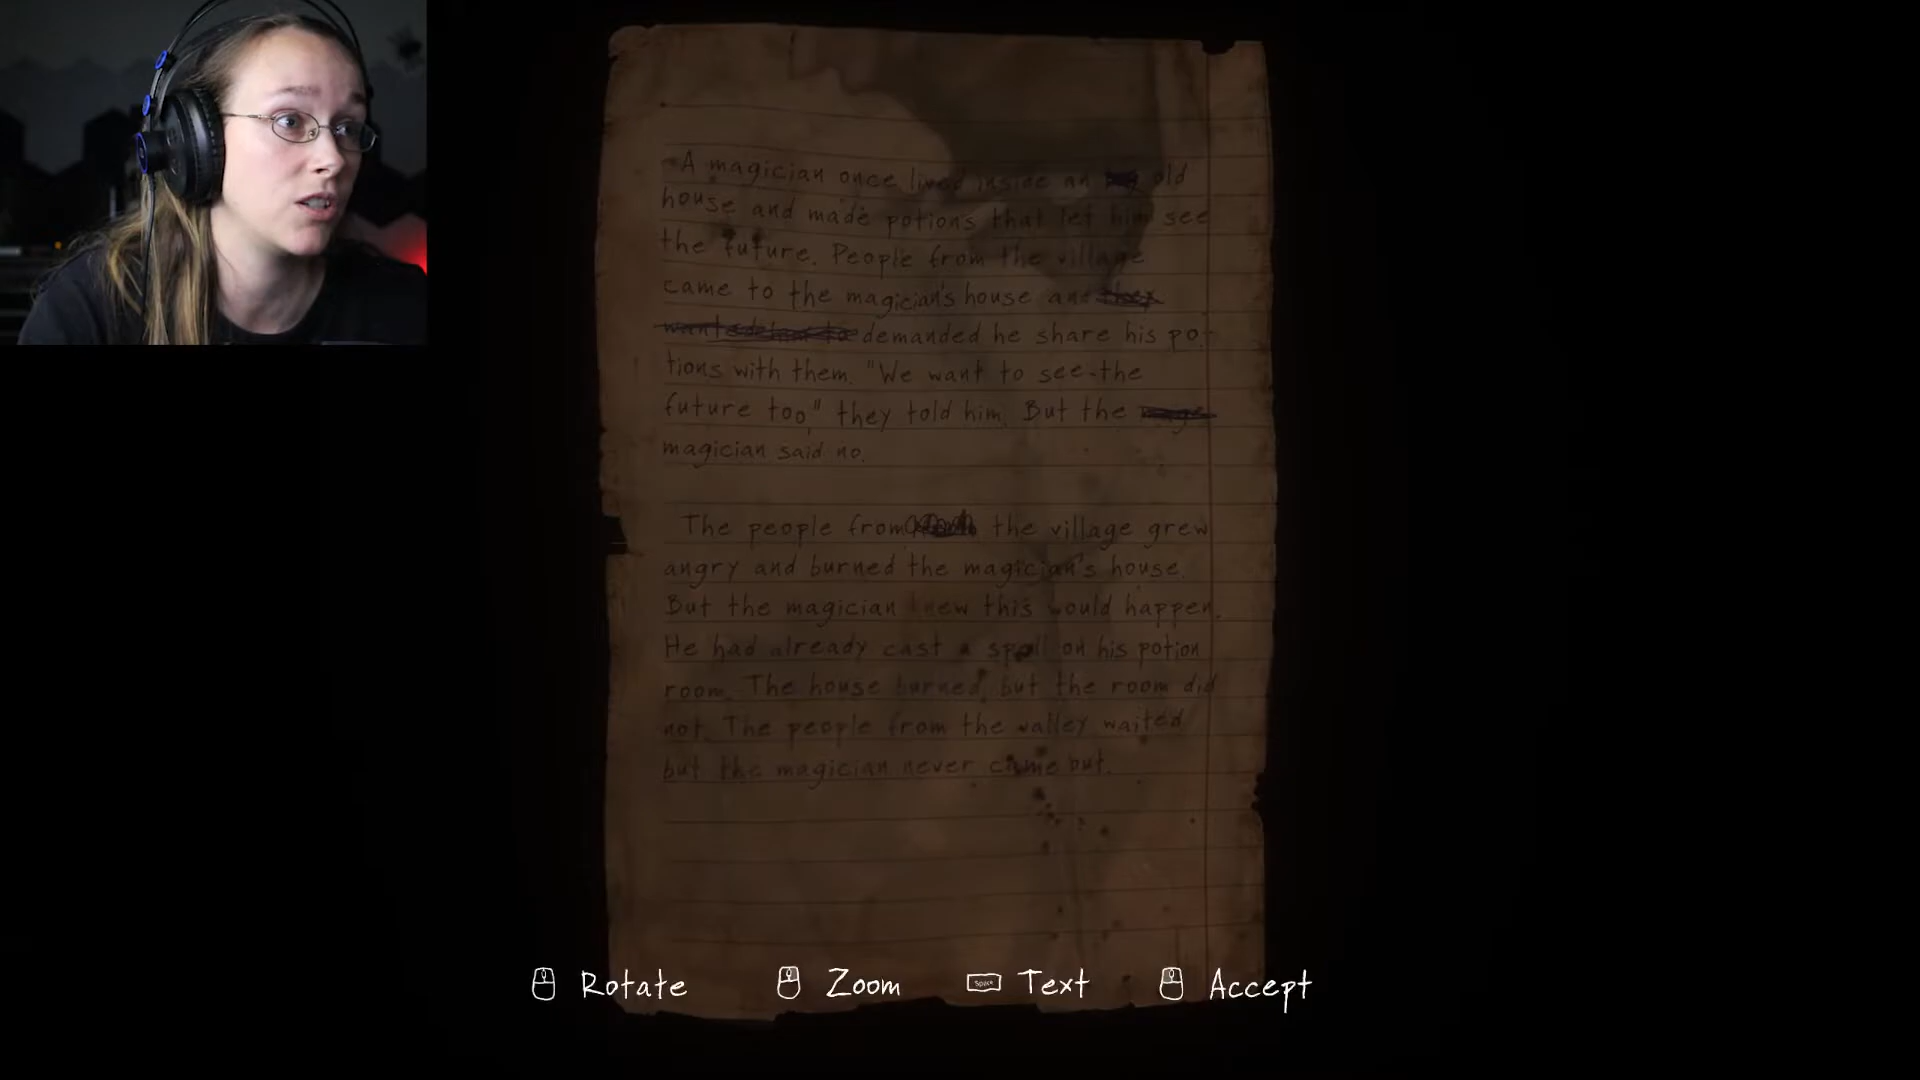 A magician once lived inside an old
house and made potions that let him see
the future. People from the village
came to the magician's house and they
wanted him to demanded he share his po-
tions with them. "We want to see the
future too," they told him. But the
magician said no.
The people from the village grew
angry and burned the magician's house.
But the magician knew this would happen.
He had already cast a spell on his potion
room. The house burned, but the room did
not. The people from the valley waited
but the magician never came out.
Rotate
Zoom
Space
Text
Accept